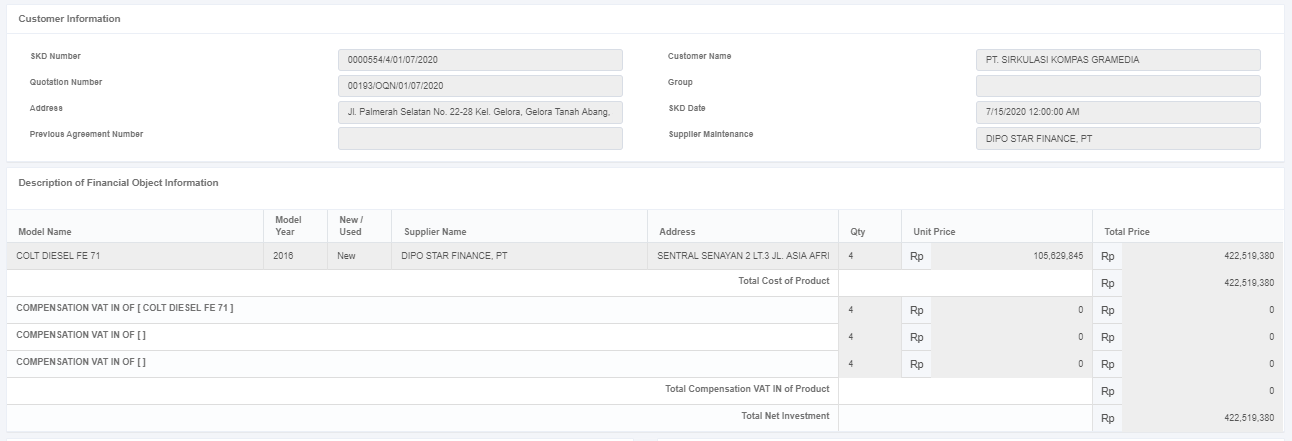 Customer Information
SKD Number 0000554/4/01/07/2020 Customer Name PT. SIRKULASI KOMPAS GRAMEDIA
Quotation Number 00193/OQN/01/07/2020 Group
Address Jl. Palmerah Selatan No. 22-28 Kel. Gelora, Gelora Tanah Abang, SKD Date 7/15/2020 12:00:00 AM
Previous Agreement Number Supplier Maintenance DIPO STAR FINANCE, PT
Description of Financial Object Information
Model Name Model Year New / Used Supplier Name Address Qty Unit Price Total Price
COLT DIESEL FE 71 2016 New DIPO STAR FINANCE, PT SENTRAL SENAYAN 2 LT.3 JL. ASIA AFRI 4 Rp 105,629,845 Rp 422,519,380
Total Cost of Product Rp 422,519,380
COMPENSATION VAT IN OF [ COLT DIESEL FE 71 ] 4 Rp 0 Rp 0
COMPENSATION VAT IN OF [ ] 4 Rp 0 Rp 0
COMPENSATION VAT IN OF [ ] 4 Rp 0 Rp 0
Total Compensation VAT IN of Product Rp 0
Total Net Investment Rp 422,519,380